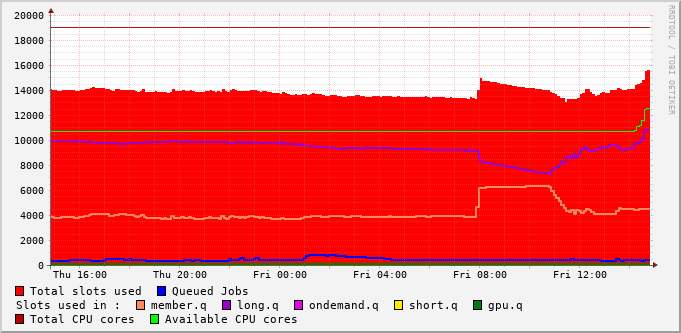 20000
18000
16000
14000
12000
10000
8000
6000
4000
2000
0
Thu 16:00 Thu 20:00 Fri 00:00 Fri 04:00 Fri 08:00 Fri 12:00
Total slots used Queued Jobs
Slots used in : member.q long.q ondemand.q short.q gpu.q
Total CPU cores Available CPU cores
RRDTOOL / TOBI OETIKER